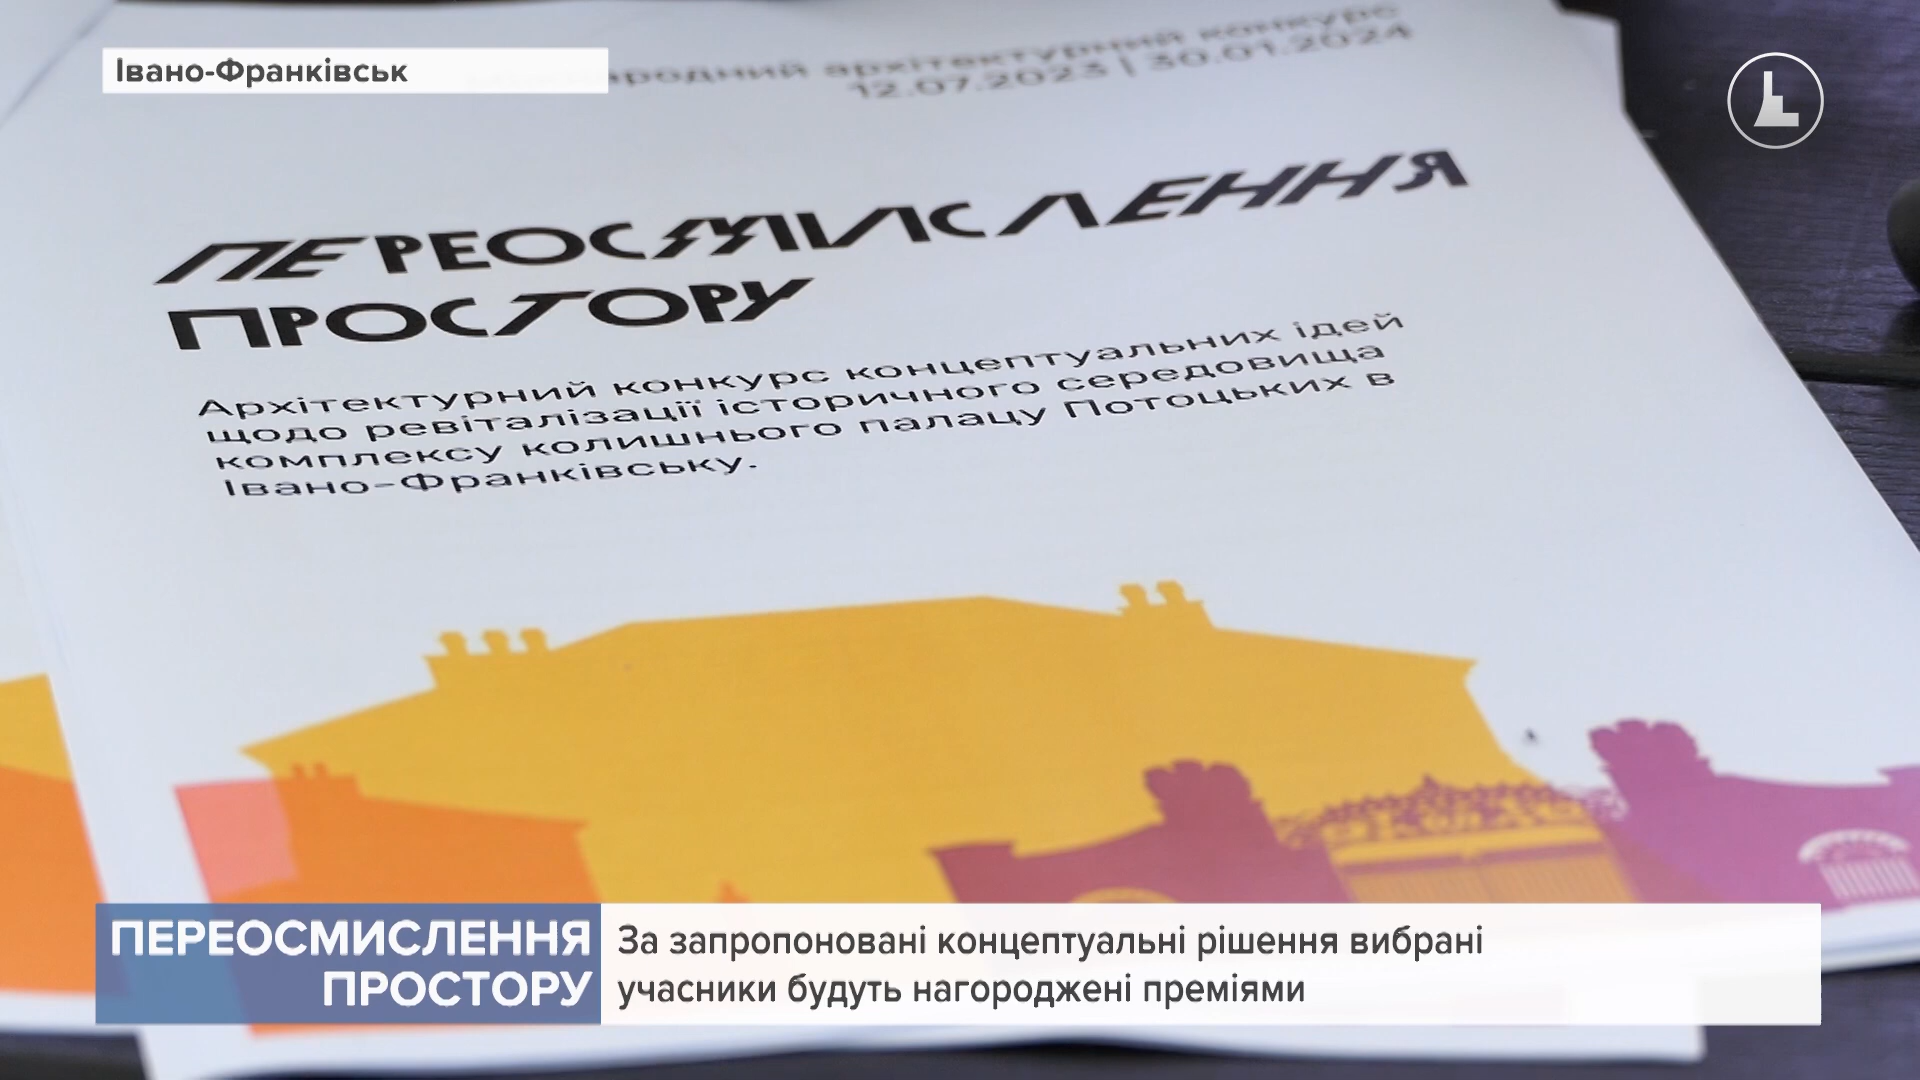 Івано-Франківськ
архітектурний конкурс
12.07.2023 | 30.01.2024
ПЕРЕОСМИСЛЕННЯ
ПРОСТОРУ
Архітектурний конкурс концептуальних ідей
щодо ревіталізації історичного середовища
комплексу колишнього палацу Потоцьких в
Івано-Франківську.
ПЕРЕОСМИСЛЕННЯ
ПРОСТОРУ
За запропоновані концептуальні рішення вибрані
учасники будуть нагороджені преміями